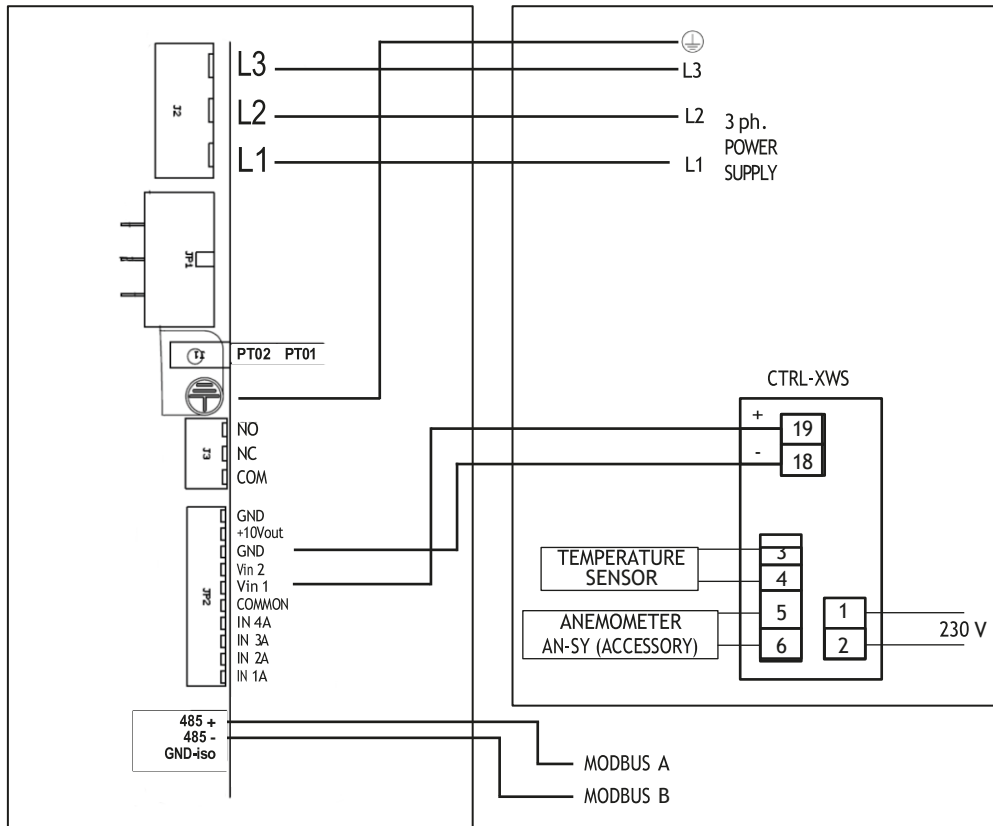 L3
L2
L1
J2
JP1
J1
PT02 PT01
J3
NO
NC
COM
JP2
GND
+10Vout
GND
Vin 2
Vin 1
COMMON
IN 4A
IN 3A
IN 2A
IN 1A
485 +
485 -
GND-iso
L3
L2
L1
3 ph.
POWER
SUPPLY
CTRL-XWS
+
19
-
18
TEMPERATURE
SENSOR
3
4
ANEMOMETER
AN-SY (ACCESSORY)
5
6
1
2
230 V
MODBUS A
MODBUS B